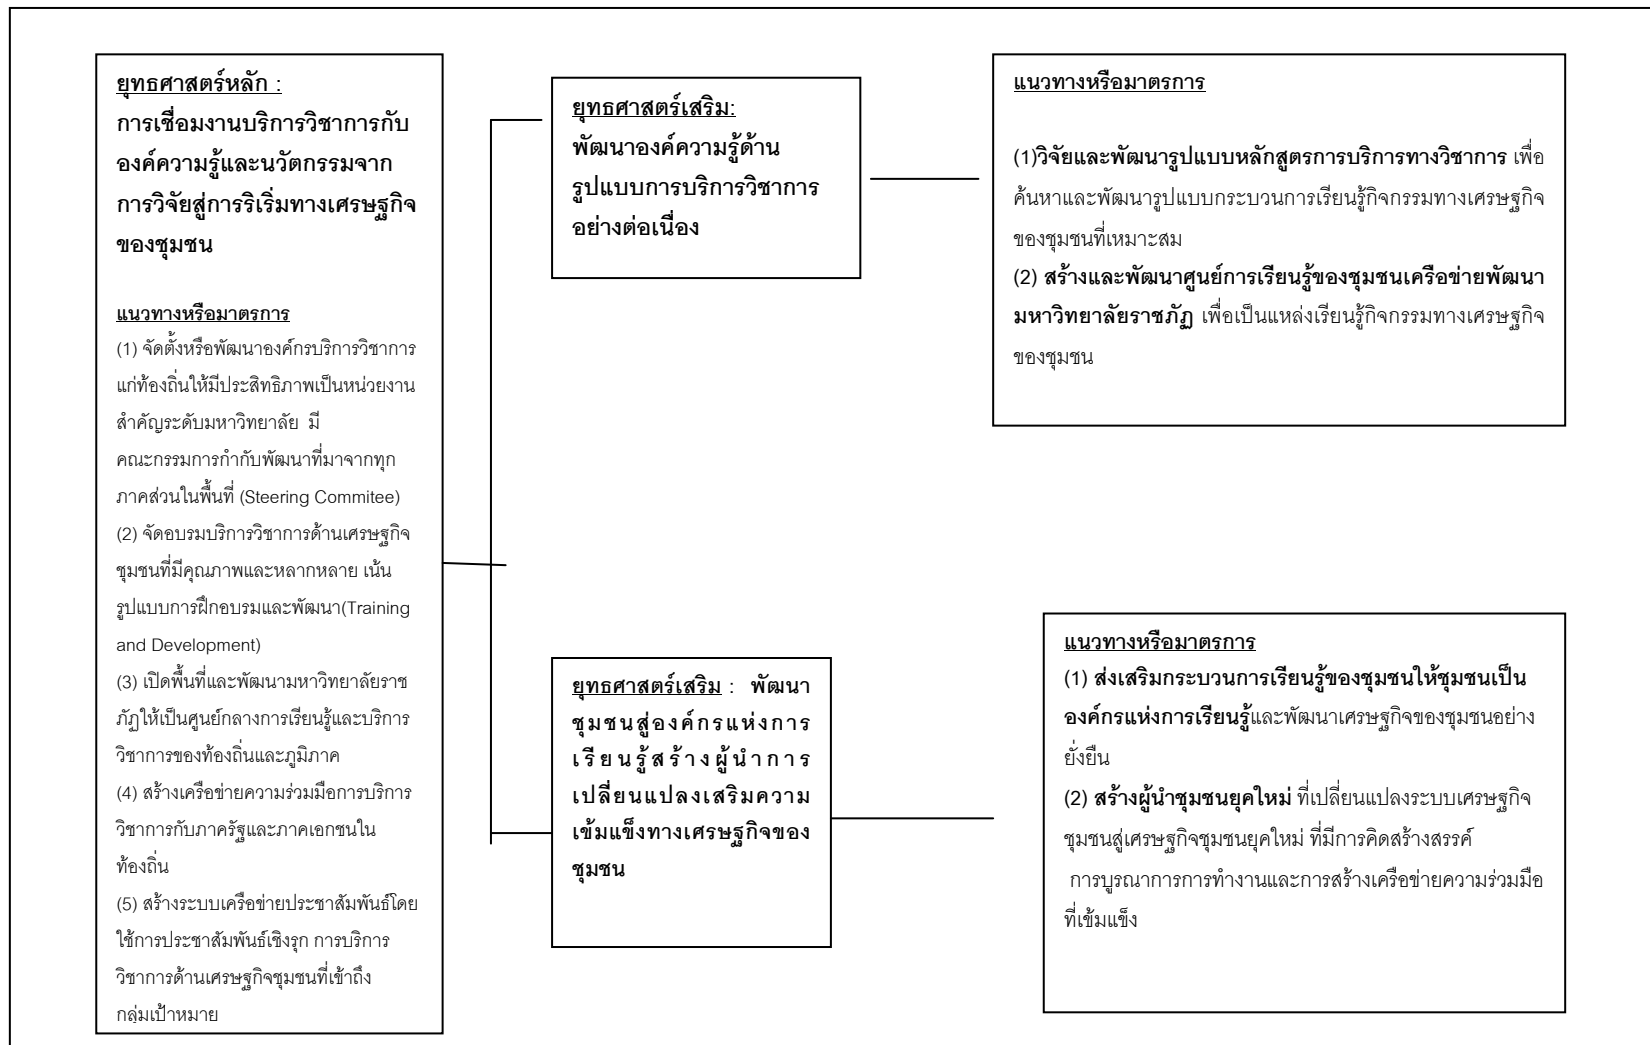 ยุทธศาสตร์หลัก :
การเชื่อมงานบริการวิชาการกับ
องค์ความรู้และนวัตกรรมจาก
การวิจัยสู่การริเริ่มทางเศรษฐกิจ
ของชุมชน
แนวทางหรือมาตรการ
(1) จัดตั้งหรือพัฒนาองค์กรบริการวิชาการ
แก่ท้องถิ่นให้มีประสิทธิภาพเป็นหน่วยงาน
สำคัญระดับมหาวิทยาลัย มี
คณะกรรมการกำกับพัฒนาที่มาจากทุก
ภาคส่วนในพื้นที่ (Steering Commitee)
(2) จัดอบรมบริการวิชาการด้านเศรษฐกิจ
ชุมชนที่มีคุณภาพและหลากหลาย เน้น
รูปแบบการฝึกอบรมและพัฒนา(Training
and Development)
(3) เปิดพื้นที่และพัฒนามหาวิทยาลัยราช
ภัฏให้เป็นศูนย์กลางการเรียนรู้และบริการ
วิชาการของท้องถิ่นและภูมิภาค
(4) สร้างเครือข่ายความร่วมมือการบริการ
วิชาการกับภาครัฐและภาคเอกชนใน
ท้องถิ่น
(5) สร้างระบบเครือข่ายประชาสัมพันธ์โดย
ใช้การประชาสัมพันธ์เชิงรุก การบริการ
วิชาการด้านเศรษฐกิจชุมชนที่เข้าถึง
กลุ่มเป้าหมาย
ยุทธศาสตร์เสริม:
พัฒนาองค์ความรู้ด้าน
รูปแบบการบริการวิชาการ
อย่างต่อเนื่อง
แนวทางหรือมาตรการ
(1)วิจัยและพัฒนารูปแบบหลักสูตรการบริการทางวิชาการ เพื่อ
ค้นหาและพัฒนารูปแบบกระบวนการเรียนรู้กิจกรรมทางเศรษฐกิจ
ของชุมชนที่เหมาะสม
(2) สร้างและพัฒนาศูนย์การเรียนรู้ของชุมชนเครือข่ายพัฒนา
มหาวิทยาลัยราชภัฏ เพื่อเป็นแหล่งเรียนรู้กิจกรรมทางเศรษฐกิจ
ของชุมชน
ยุทธศาสตร์เสริม : พัฒนา
ชุมชนสู่องค์กรแห่งการ
เรียนรู้สร้างผู้นำการ
เปลี่ยนแปลงเสริมความ
เข้มแข็งทางเศรษฐกิจของ
ชุมชน
แนวทางหรือมาตรการ
(1) ส่งเสริมกระบวนการเรียนรู้ของชุมชนให้ชุมชนเป็น
องค์กรแห่งการเรียนรู้และพัฒนาเศรษฐกิจของชุมชนอย่าง
ยั่งยืน
(2) สร้างผู้นำชุมชนยุคใหม่ ที่เปลี่ยนแปลงระบบเศรษฐกิจ
ชุมชนสู่เศรษฐกิจชุมชนยุคใหม่ ที่มีการคิดสร้างสรรค์
การบูรณาการการทำงานและการสร้างเครือข่ายความร่วมมือ
ที่เข้มแข็ง